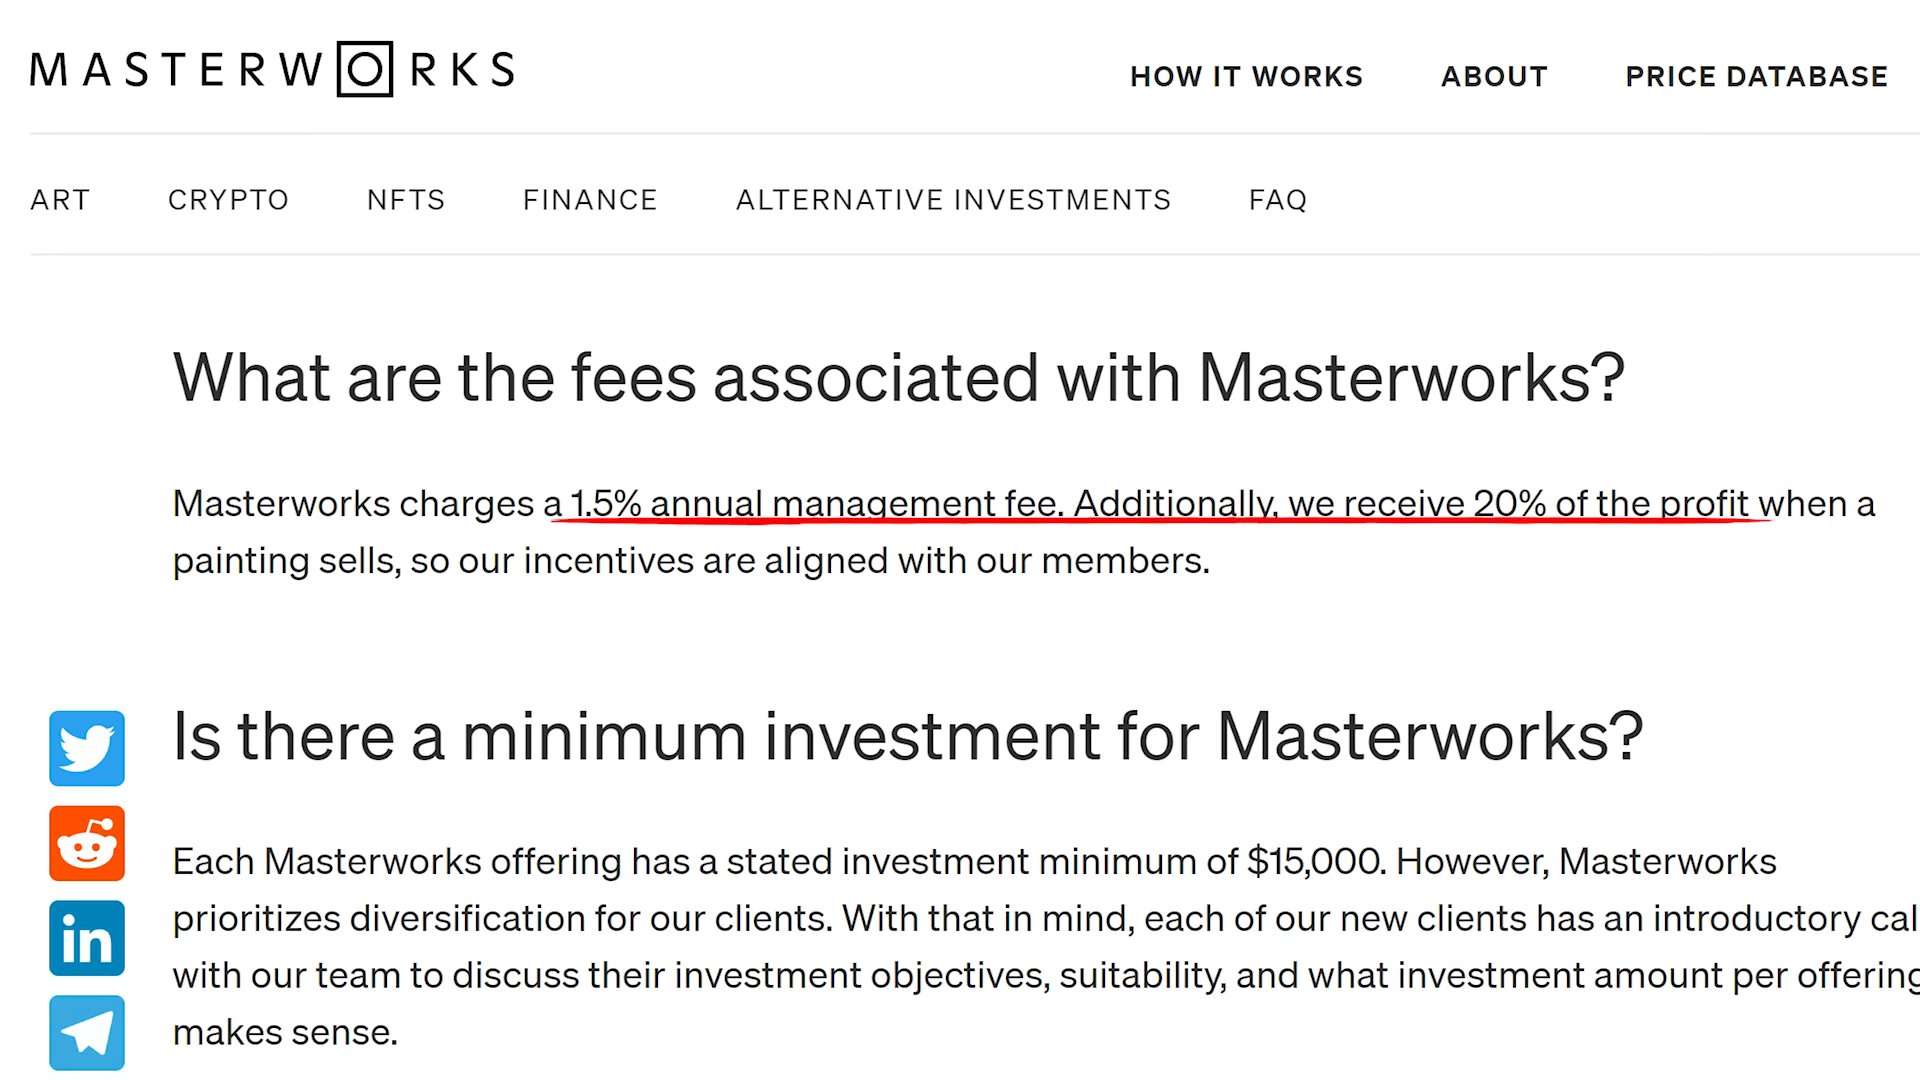 MASTERWORKS
HOW IT WORKS
ABOUT
PRICE DATABASE
ART
CRYPTO
NFTS
FINANCE
ALTERNATIVE INVESTMENTS
FAQ
What are the fees associated with Masterworks?
Masterworks charges a 1.5% annual management fee. Additionally, we receive 20% of the profit when a
painting sells, so our incentives are aligned with our members.
Is there a minimum investment for Masterworks?
Each Masterworks offering has a stated investment minimum of $15,000. However, Masterworks
prioritizes diversification for our clients. With that in mind, each of our new clients has an introductory cal
with our team to discuss their investment objectives, suitability, and what investment amount per offering
makes sense.
in